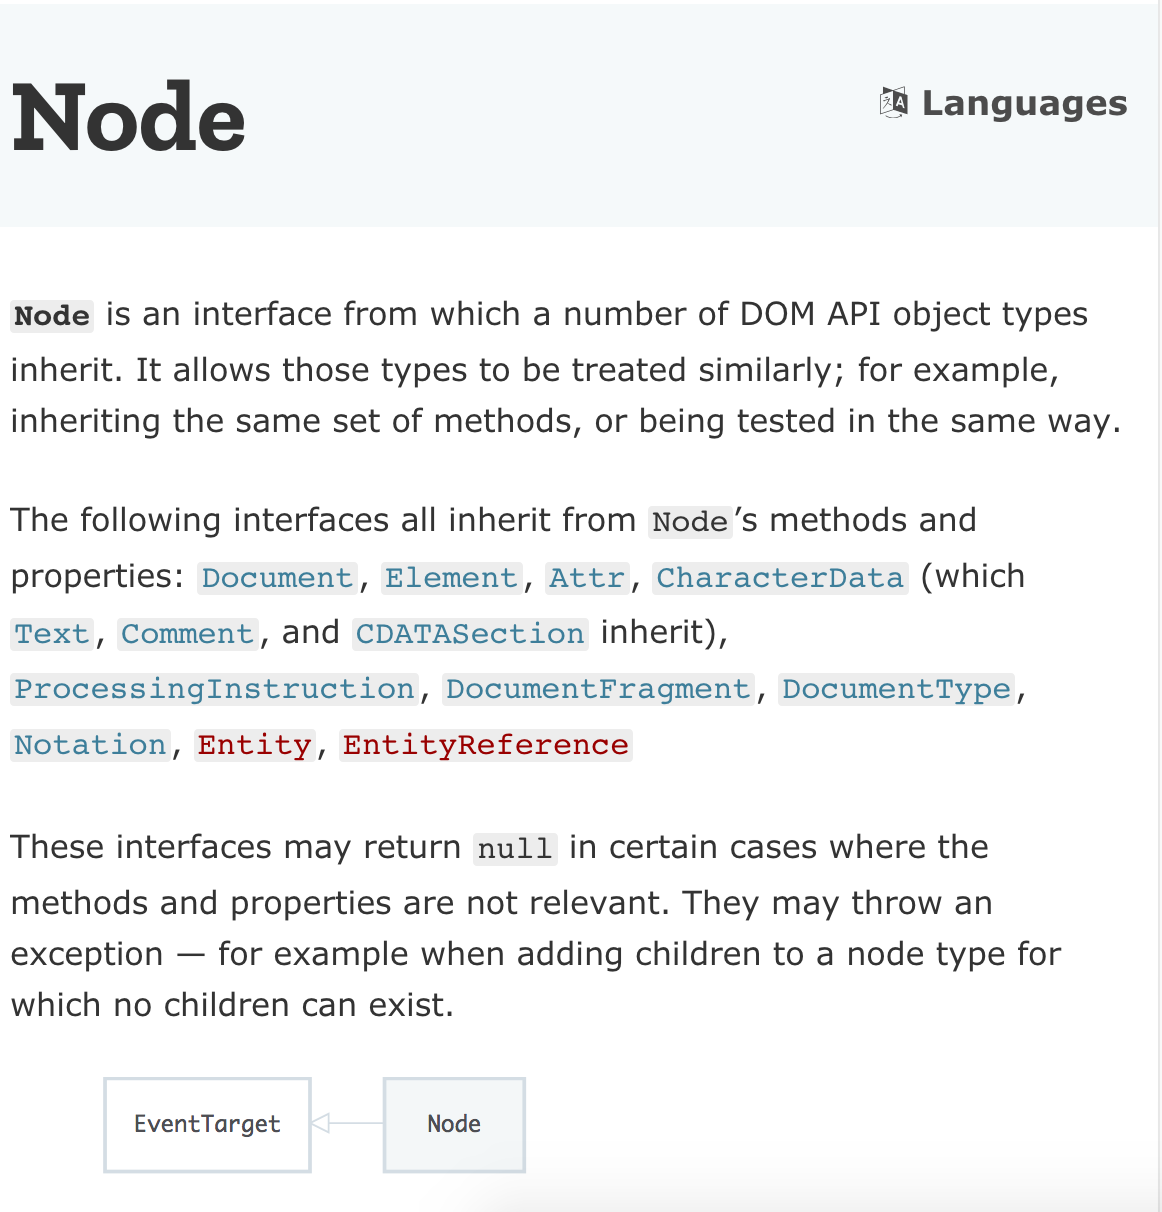 Node
Languages
Node is an interface from which a number of DOM API object types
inherit. It allows those types to be treated similarly; for example,
inheriting the same set of methods, or being tested in the same way.
The following interfaces all inherit from Node’s methods and
properties: Document, Element, Attr, CharacterData (which
Text, Comment, and CDATASection inherit),
ProcessingInstruction, DocumentFragment, DocumentType,
Notation, Entity, EntityReference
These interfaces may return null in certain cases where the
methods and properties are not relevant. They may throw an
exception — for example when adding children to a node type for
which no children can exist.
EventTarget
Node